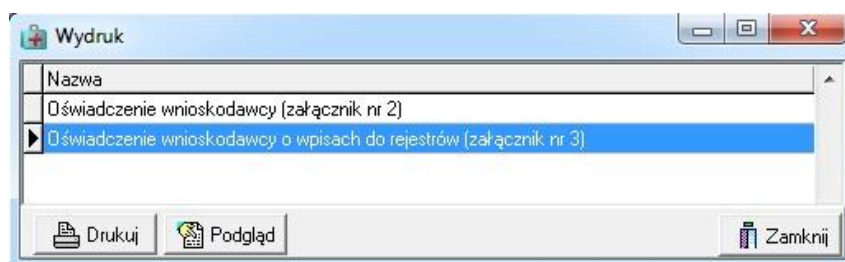 Wydruk
Nazwa
Oświadczenie wnioskodawcy (załącznik nr 2)
Oświadczenie wnioskodawcy o wpisach do rejestrów (załącznik nr 3)
Drukuj Podgląd Zamknij